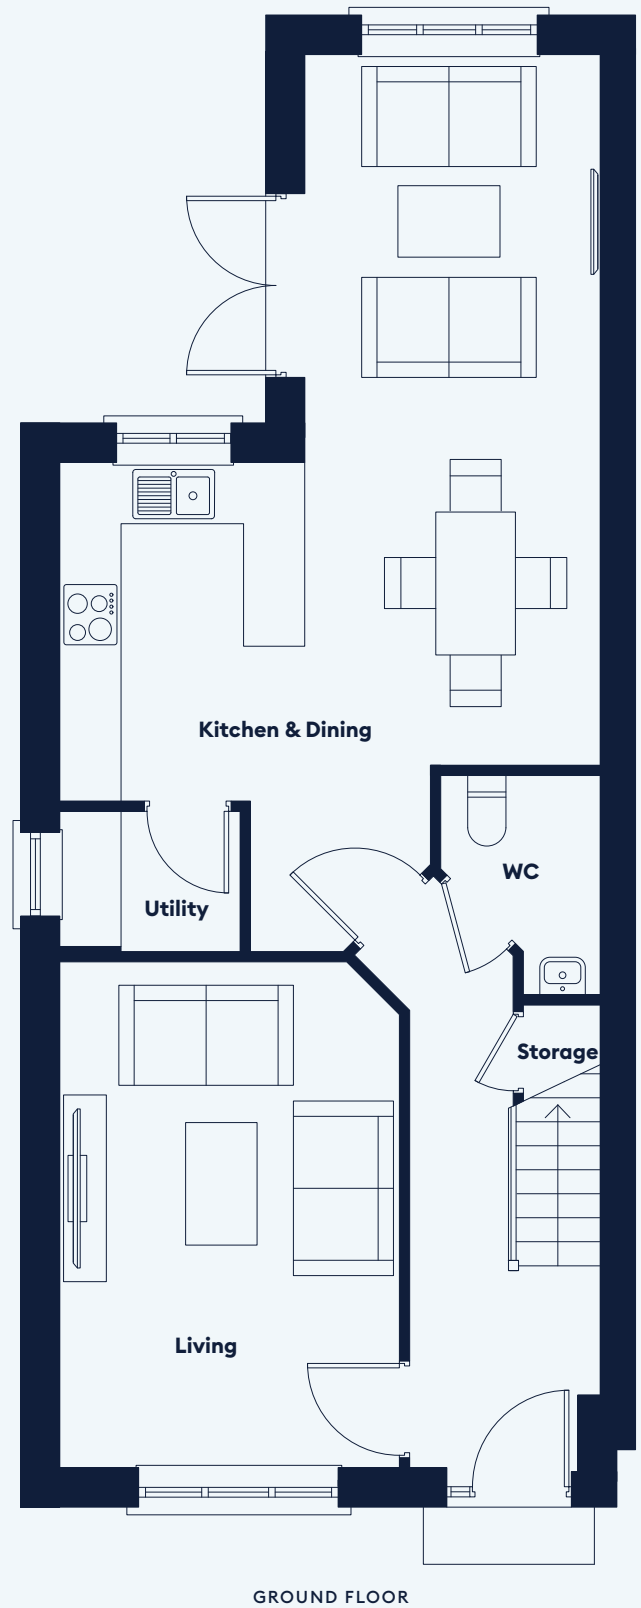 Kitchen & Dining
WC
Utility
Storage
Living
GROUND FLOOR